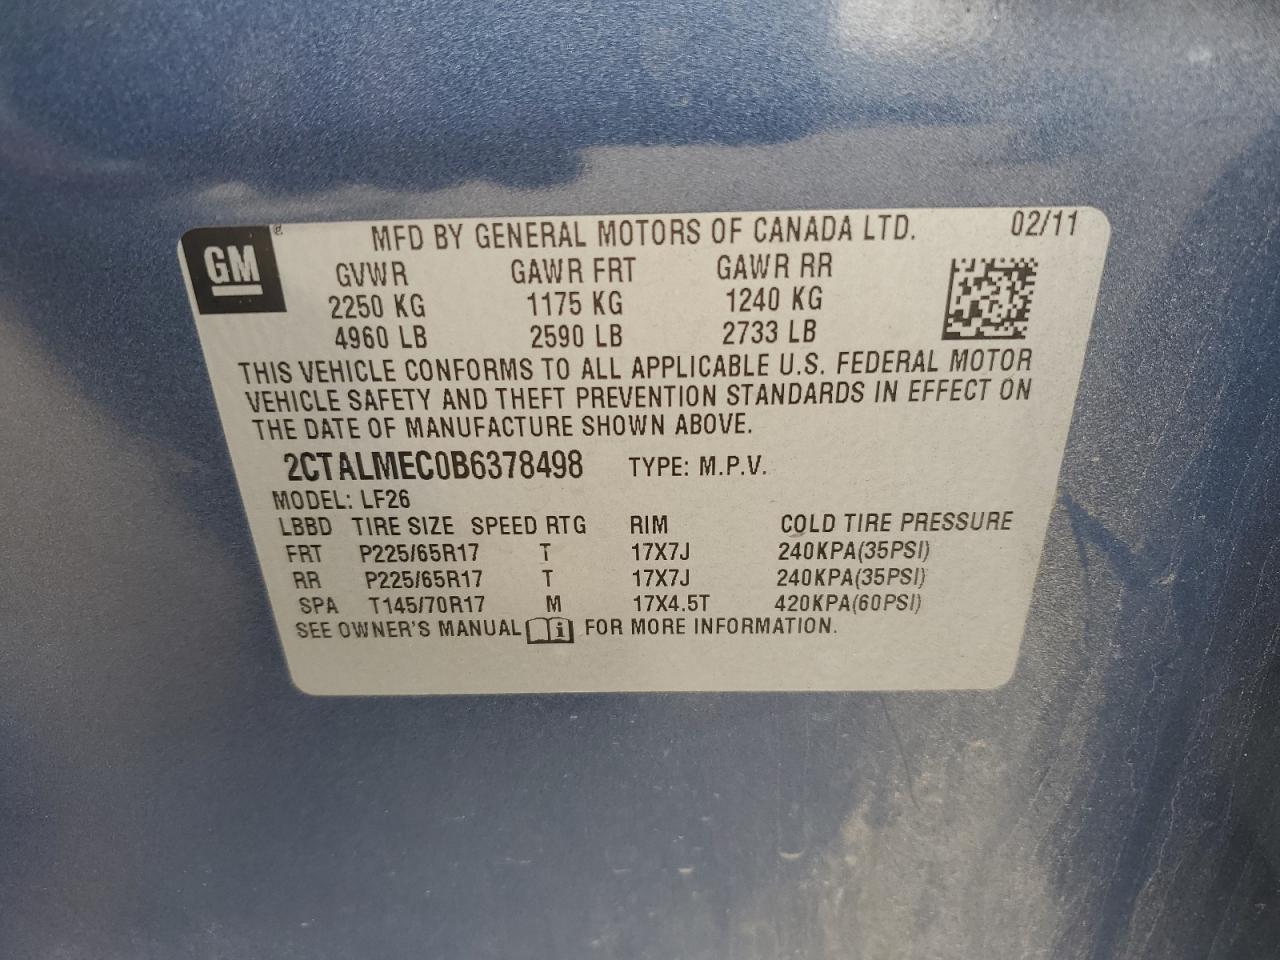 GM
MFD BY GENERAL MOTORS OF CANADA LTD. 02/11
GVWR GAWR FRT GAWR RR
2250 KG 1175 KG 1240 KG
4960 LB 2590 LB 2733 LB
THIS VEHICLE CONFORMS TO ALL APPLICABLE U.S. FEDERAL MOTOR
VEHICLE SAFETY AND THEFT PREVENTION STANDARDS IN EFFECT ON
THE DATE OF MANUFACTURE SHOWN ABOVE.
2CTALMEC0B6378498 TYPE: M.P.V.
MODEL: LF26
LBBD TIRE SIZE SPEED RTG RIM COLD TIRE PRESSURE
FRT P225/65R17 T 17X7J 240KPA(35PSI)
RR P225/65R17 T 17X7J 240KPA(35PSI)
SPA T145/70R17 M 17X4.5T 420KPA(60PSI)
SEE OWNER'S MANUAL i FOR MORE INFORMATION.